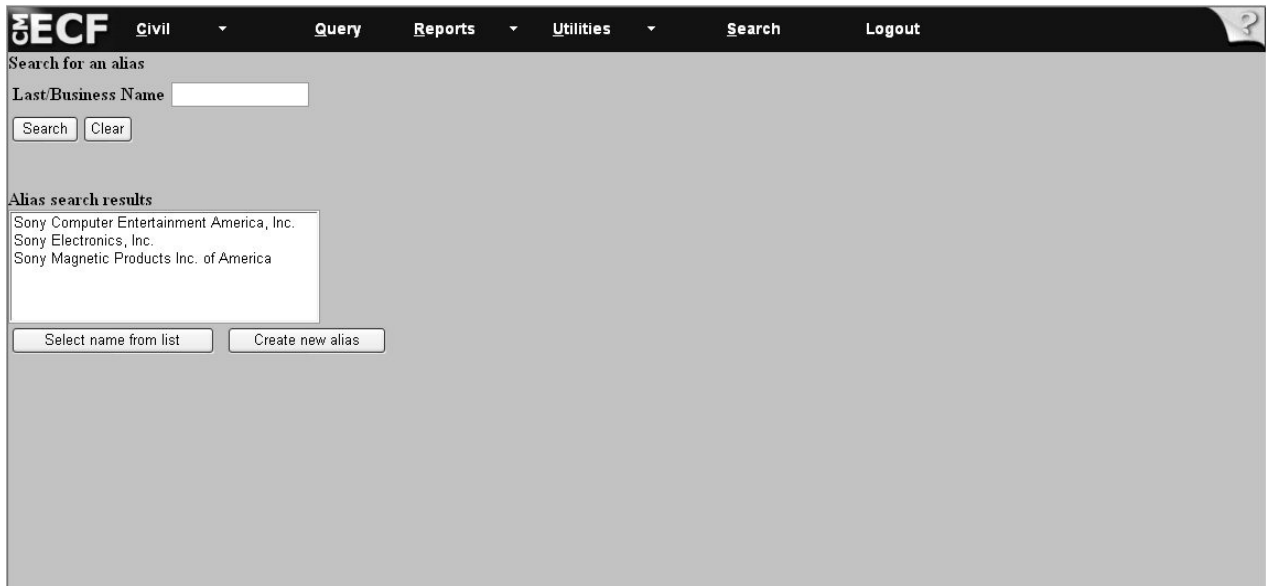 CM ECF Civil Query Reports Utilities Search Logout ?
Search for an alias
Last/Business Name
Search Clear
Alias search results
Sony Computer Entertainment America, Inc.
Sony Electronics, Inc.
Sony Magnetic Products Inc. of America
Select name from list Create new alias